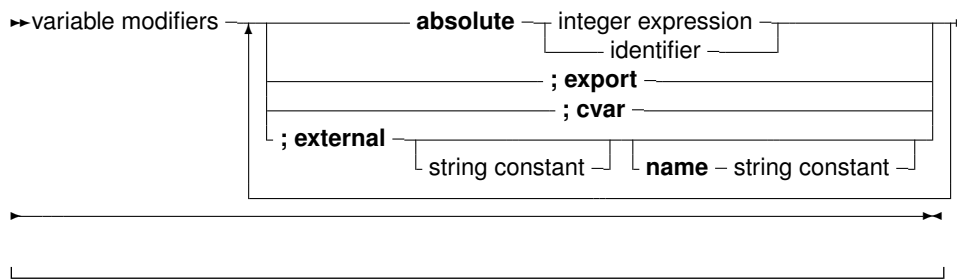 variable modifiers absolute integer expression
identifier
; export
; cvar
; external
string constant name string constant